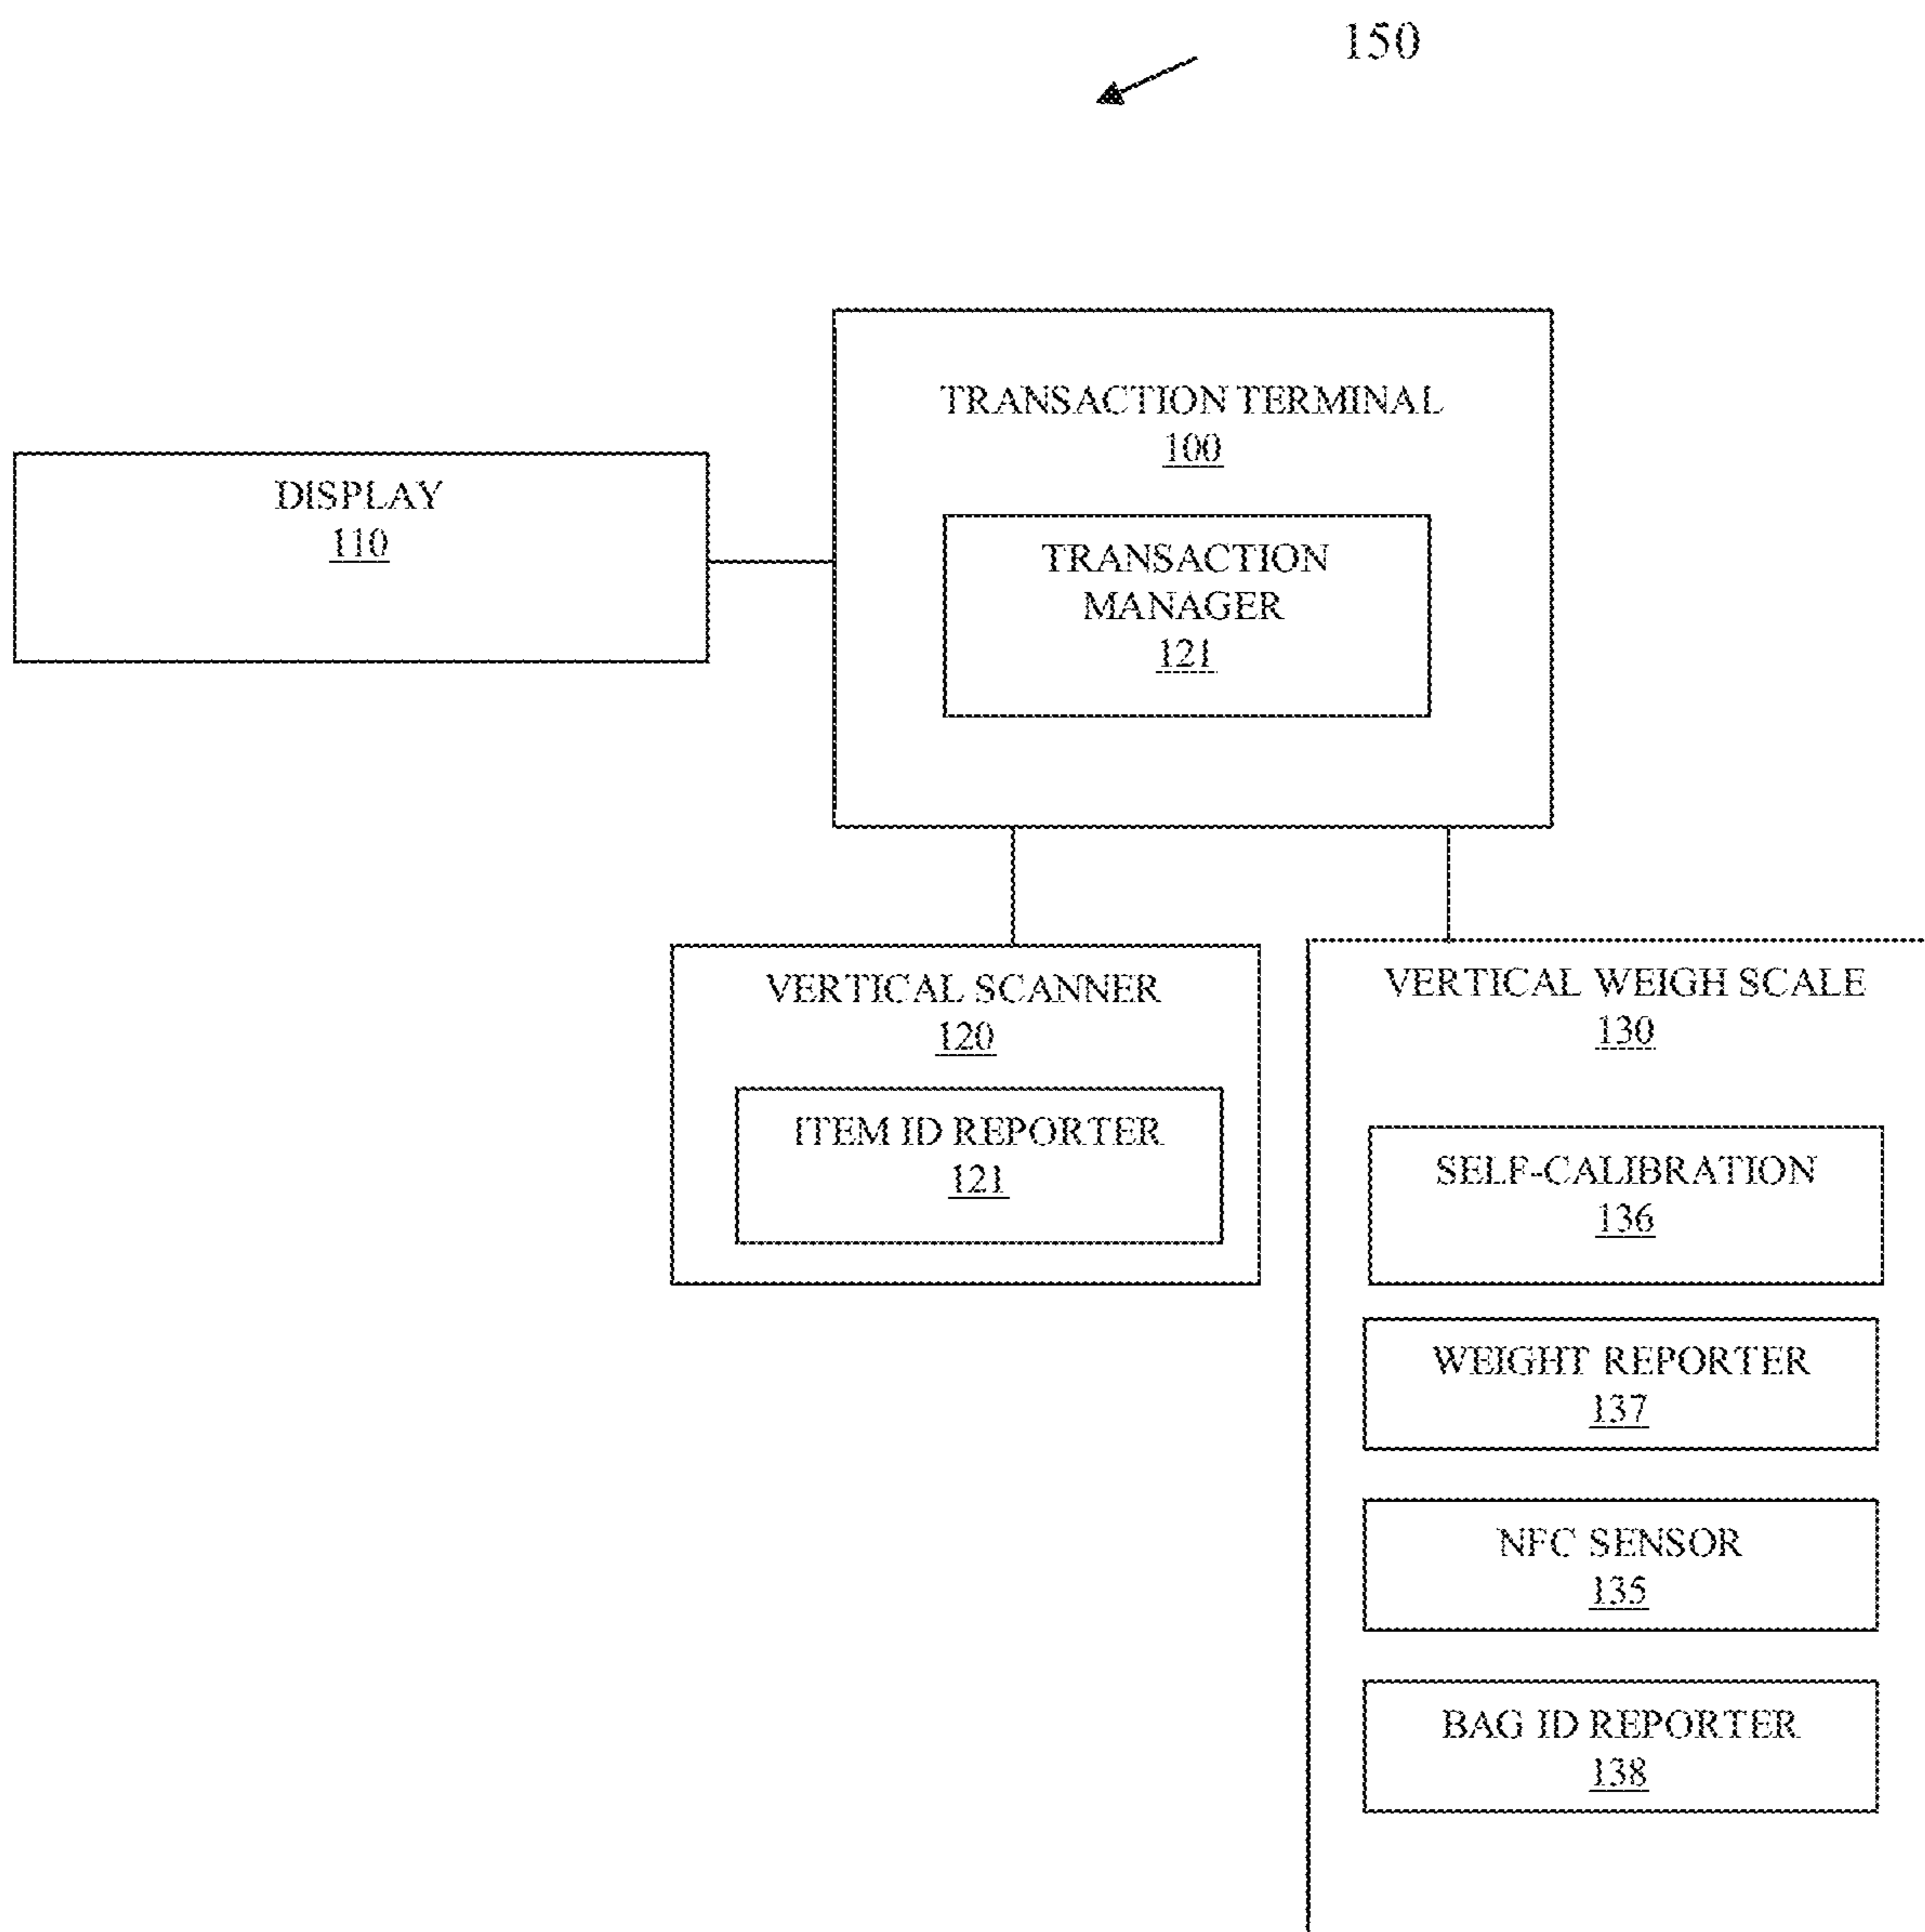 150
TRANSACTION TERMINAL
100
DISPLAY
110
TRANSACTION
MANAGER
121
VERTICAL SCANNER
120
ITEM ID REPORTER
121
VERTICAL WEIGH SCALE
130
SELF-CALIBRATION
136
WEIGHT REPORTER
137
NFC SENSOR
135
BAG ID REPORTER
138